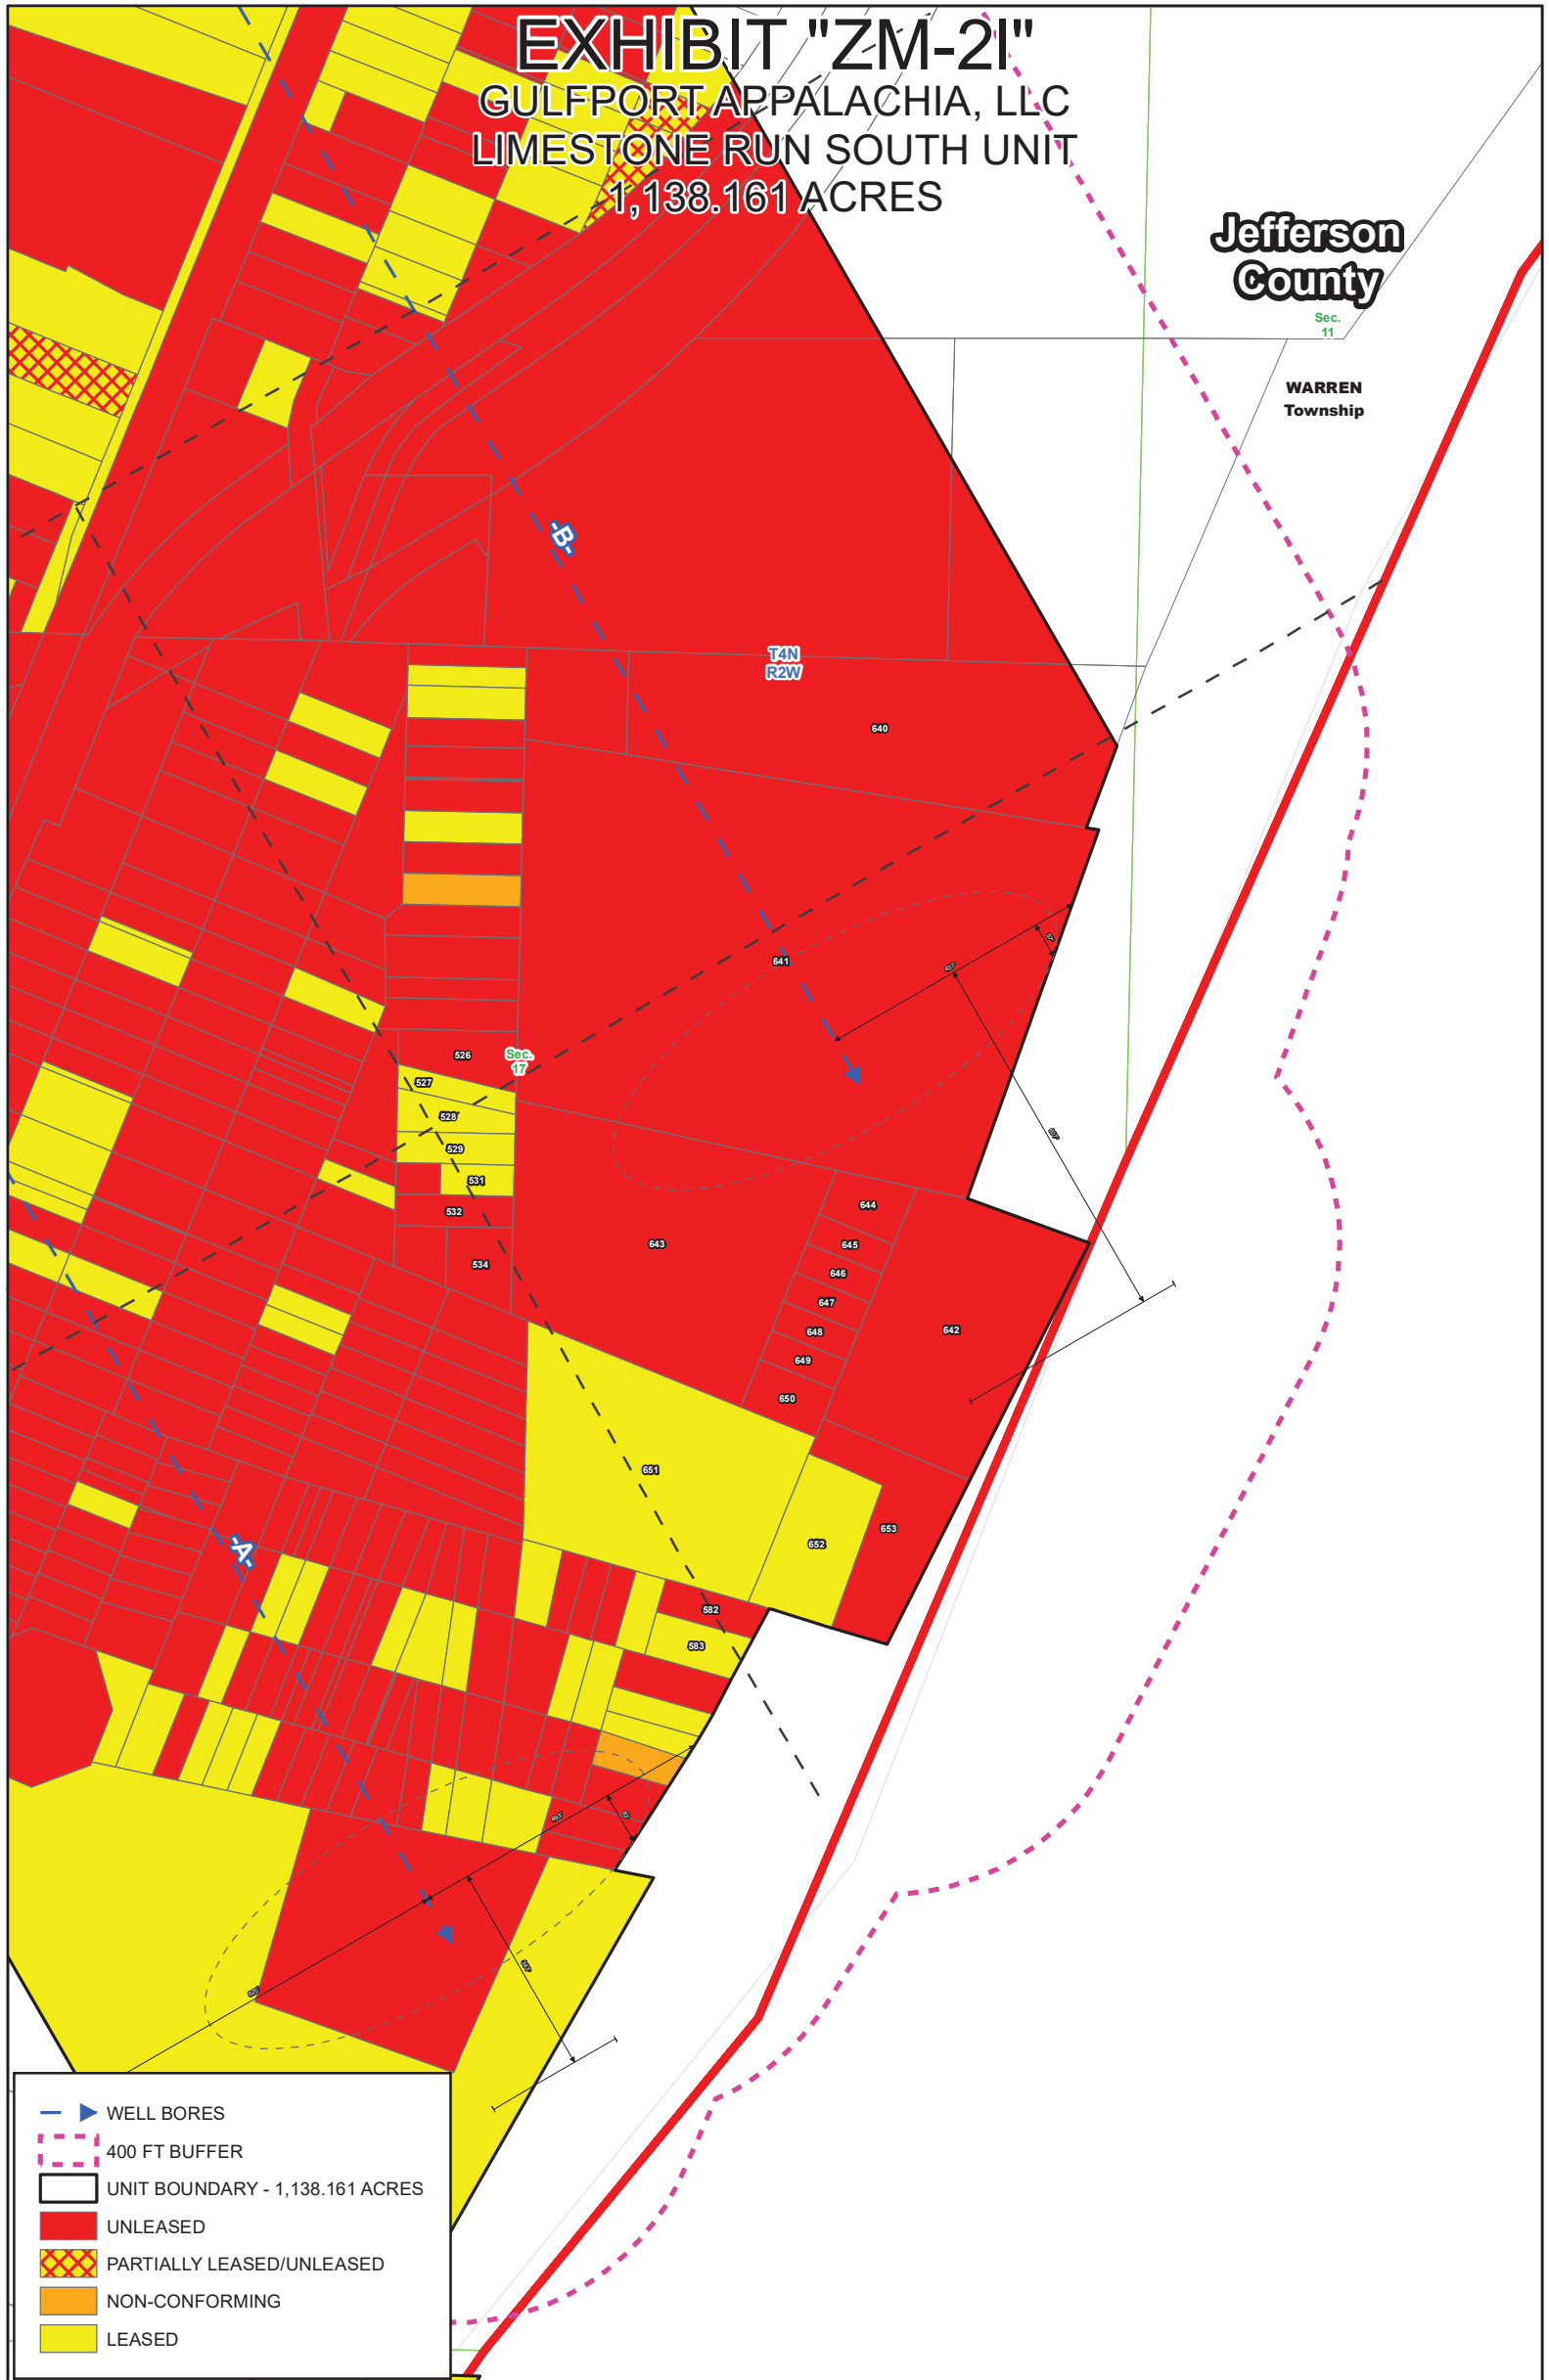 EXHIBIT "ZM-2I"
GULFPORT APPALACHIA, LLC
LIMESTONE RUN SOUTH UNIT
1,138.161 ACRES
Jefferson
County
Sec.
11
WARREN
Township
-B-
T4N
R2W
640
641
526
Sec.
17
527
528
529
531
532
534
643
644
645
646
647
648
649
650
642
651
652
653
-A-
582
583
WELL BORES
400 FT BUFFER
UNIT BOUNDARY - 1,138.161 ACRES
UNLEASED
PARTIALLY LEASED/UNLEASED
NON-CONFORMING
LEASED